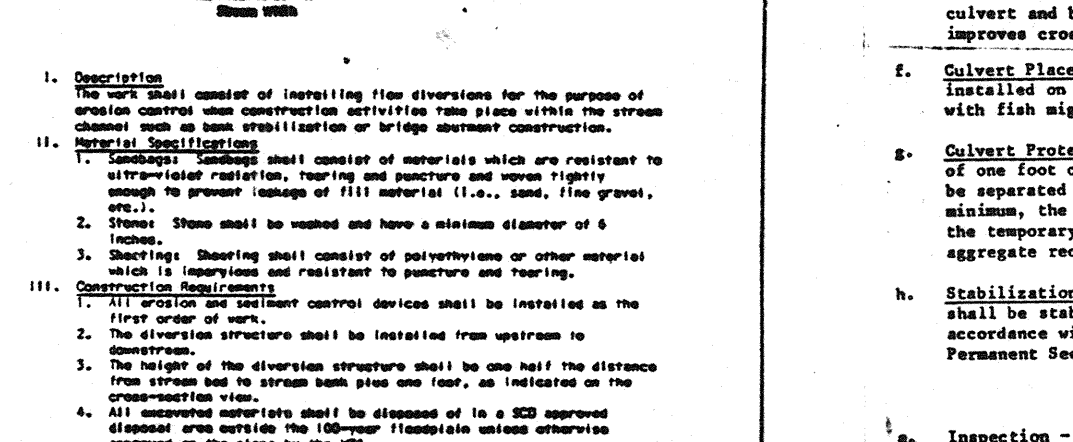 Stream Width
I. Description
The work shall consist of installing flow diversions for the purpose of
erosion control when construction activities take place within the stream
channel such as bank stabilization or bridge abutment construction.
II. Material Specifications
1. Sandbags: Sandbags shall consist of materials which are resistant to
ultra-violet radiation, tearing and puncture and woven tightly
enough to prevent leakage of fill material (i.e., sand, fine gravel,
etc.).
2. Stone: Stone shall be washed and have a minimum diameter of 6
inches.
3. Sheeting: Sheeting shall consist of polyethylene or other material
which is impervious and resistant to puncture and tearing.
III. Construction Requirements
1. All erosion and sediment control devices shall be installed as the
first order of work.
2. The diversion structure shall be installed from upstream to
downstream.
3. The height of the diversion structure shall be one half the distance
from stream bed to stream bank plus one foot, as indicated on the
cross-section view.
4. All excavated materials shall be disposed of in a SCD approved
disposal area outside the 100-year floodplain unless otherwise
culvert and
improves
f. Culvert
installed on
with fish
g. Culvert
of one foot
be separated
minimum, the
the temporary
aggregate
h. Stabilization
shall be
accordance
Permanent
a. Inspection -